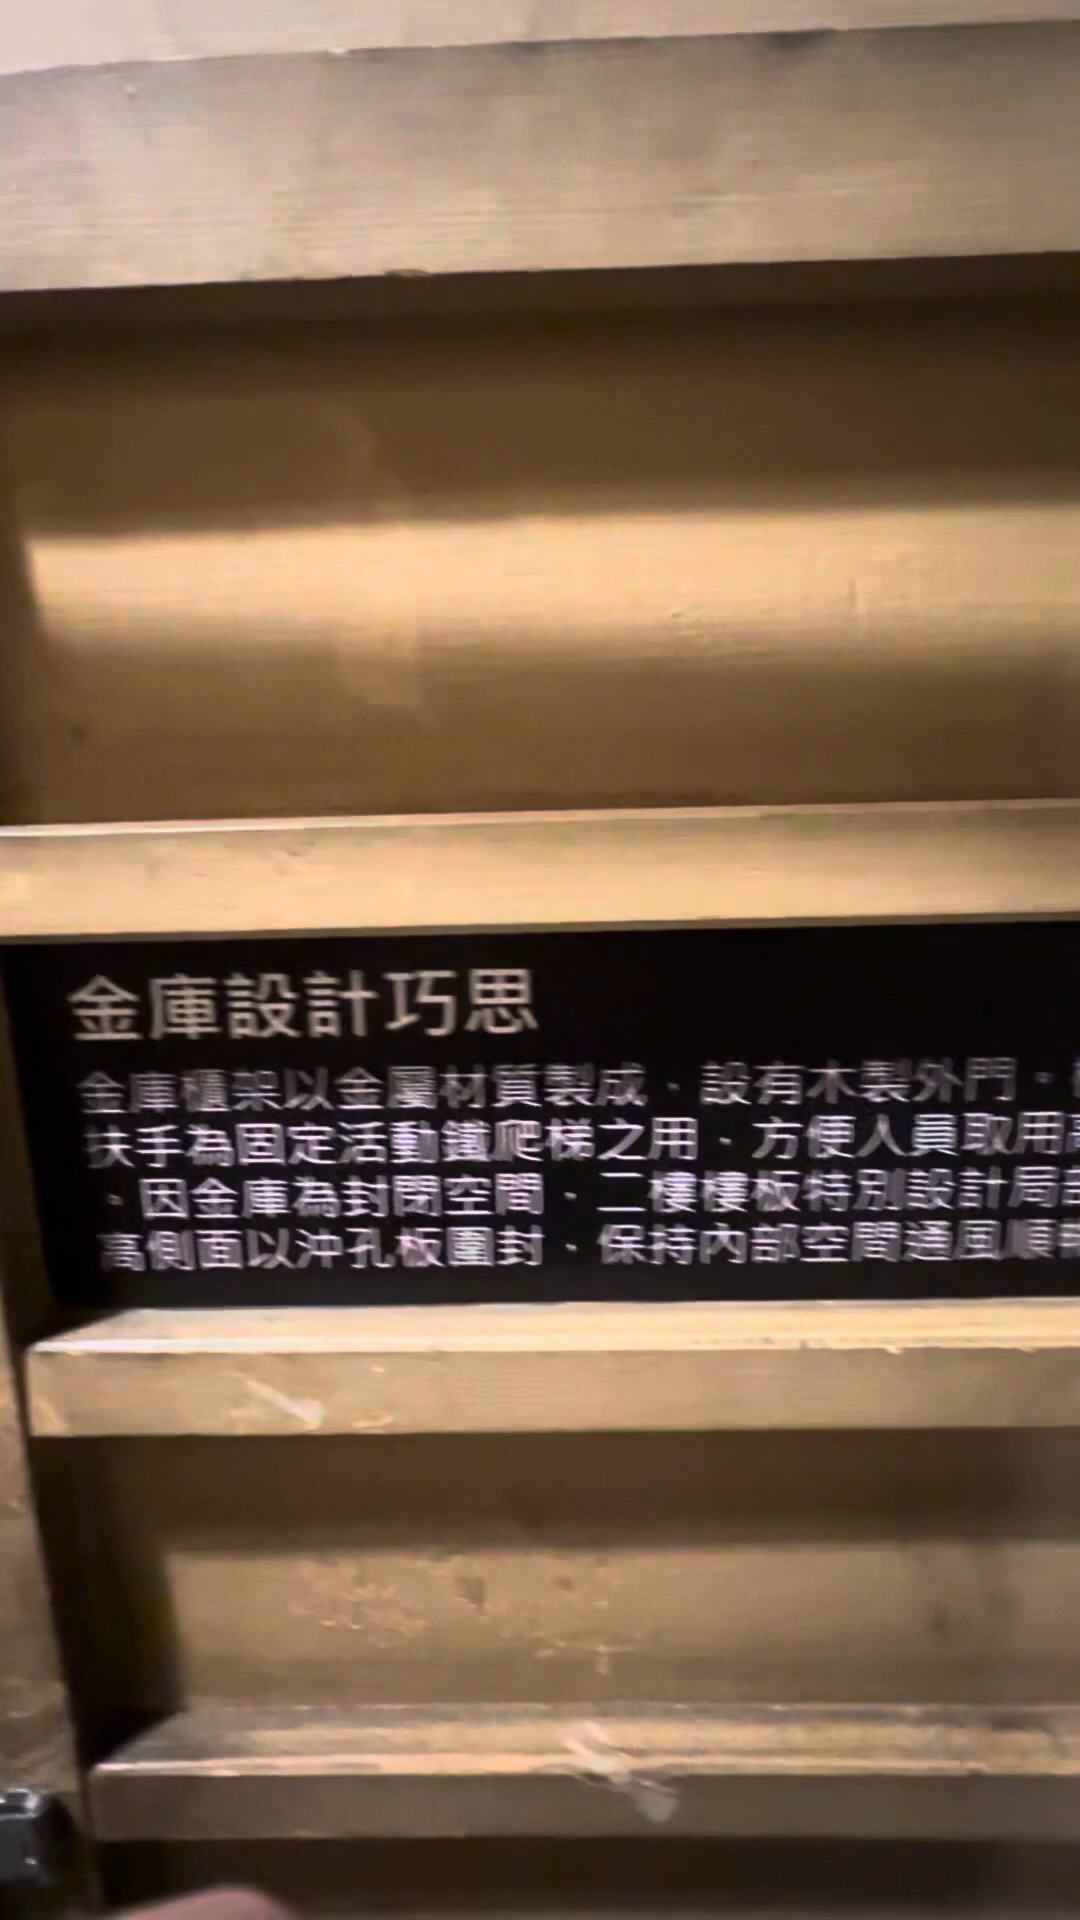 金庫設計巧思
金庫櫃架以金屬材質製成，設有木製外門。
扶手為固定活動鐵爬梯之用，方便人員取用
，因金庫為封閉空間，二樓樓板特別設計局部
高側面以沖孔板圍封，保持內部空間通風順暢